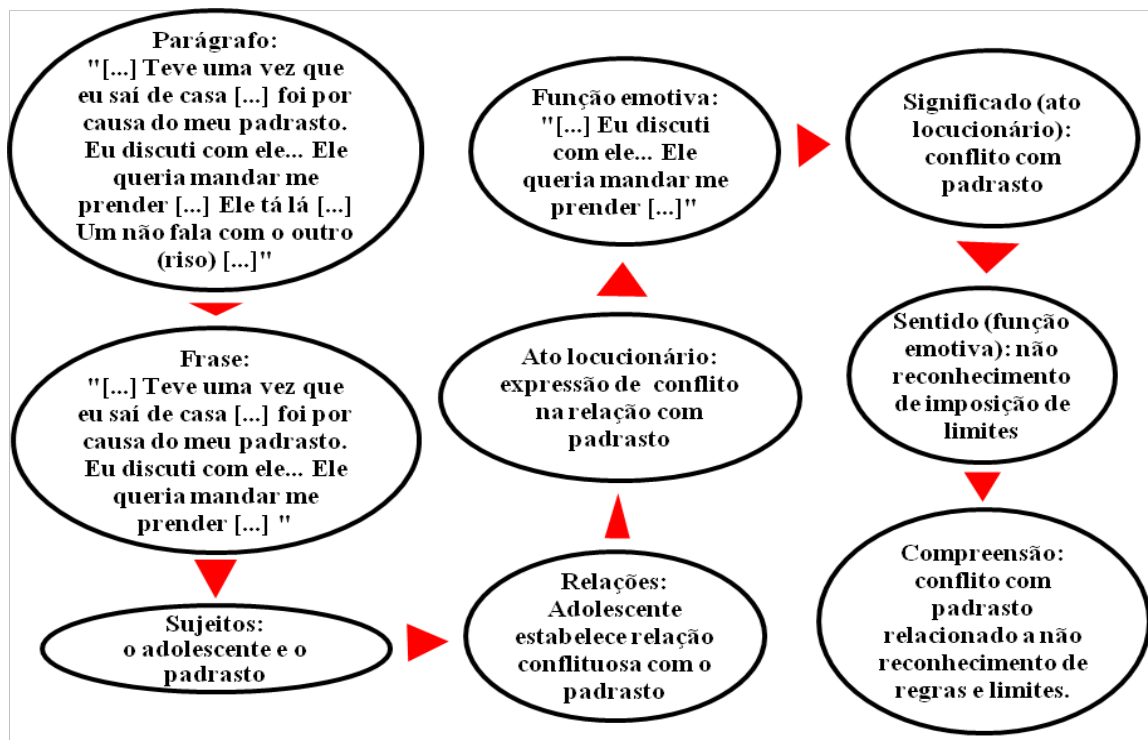 Parágrafo:
"[...] Teve uma vez que
eu saí de casa [...] foi por
causa do meu padrasto.
Eu discuti com ele... Ele
queria mandar me
prender [...] Ele tá lá [...]
Um não fala com o outro
(riso) [...]"
Frase:
"[...] Teve uma vez que
eu saí de casa [...] foi por
causa do meu padrasto.
Eu discuti com ele... Ele
queria mandar me
prender [...] "
Sujeitos:
o adolescente e o
padrasto
Relações:
Adolescente
estabelece relação
conflituosa com o
padrasto
Ato locucionário:
expressão de conflito
na relação com
padrasto
Função emotiva:
"[...] Eu discuti
com ele... Ele
queria mandar me
prender [...]"
Significado (ato
locucionário):
conflito com
padrasto
Sentido (função
emotiva): não
reconhecimento
de imposição de
limites
Compreensão:
conflito com
padrasto
relacionado a não
reconhecimento de
regras e limites.